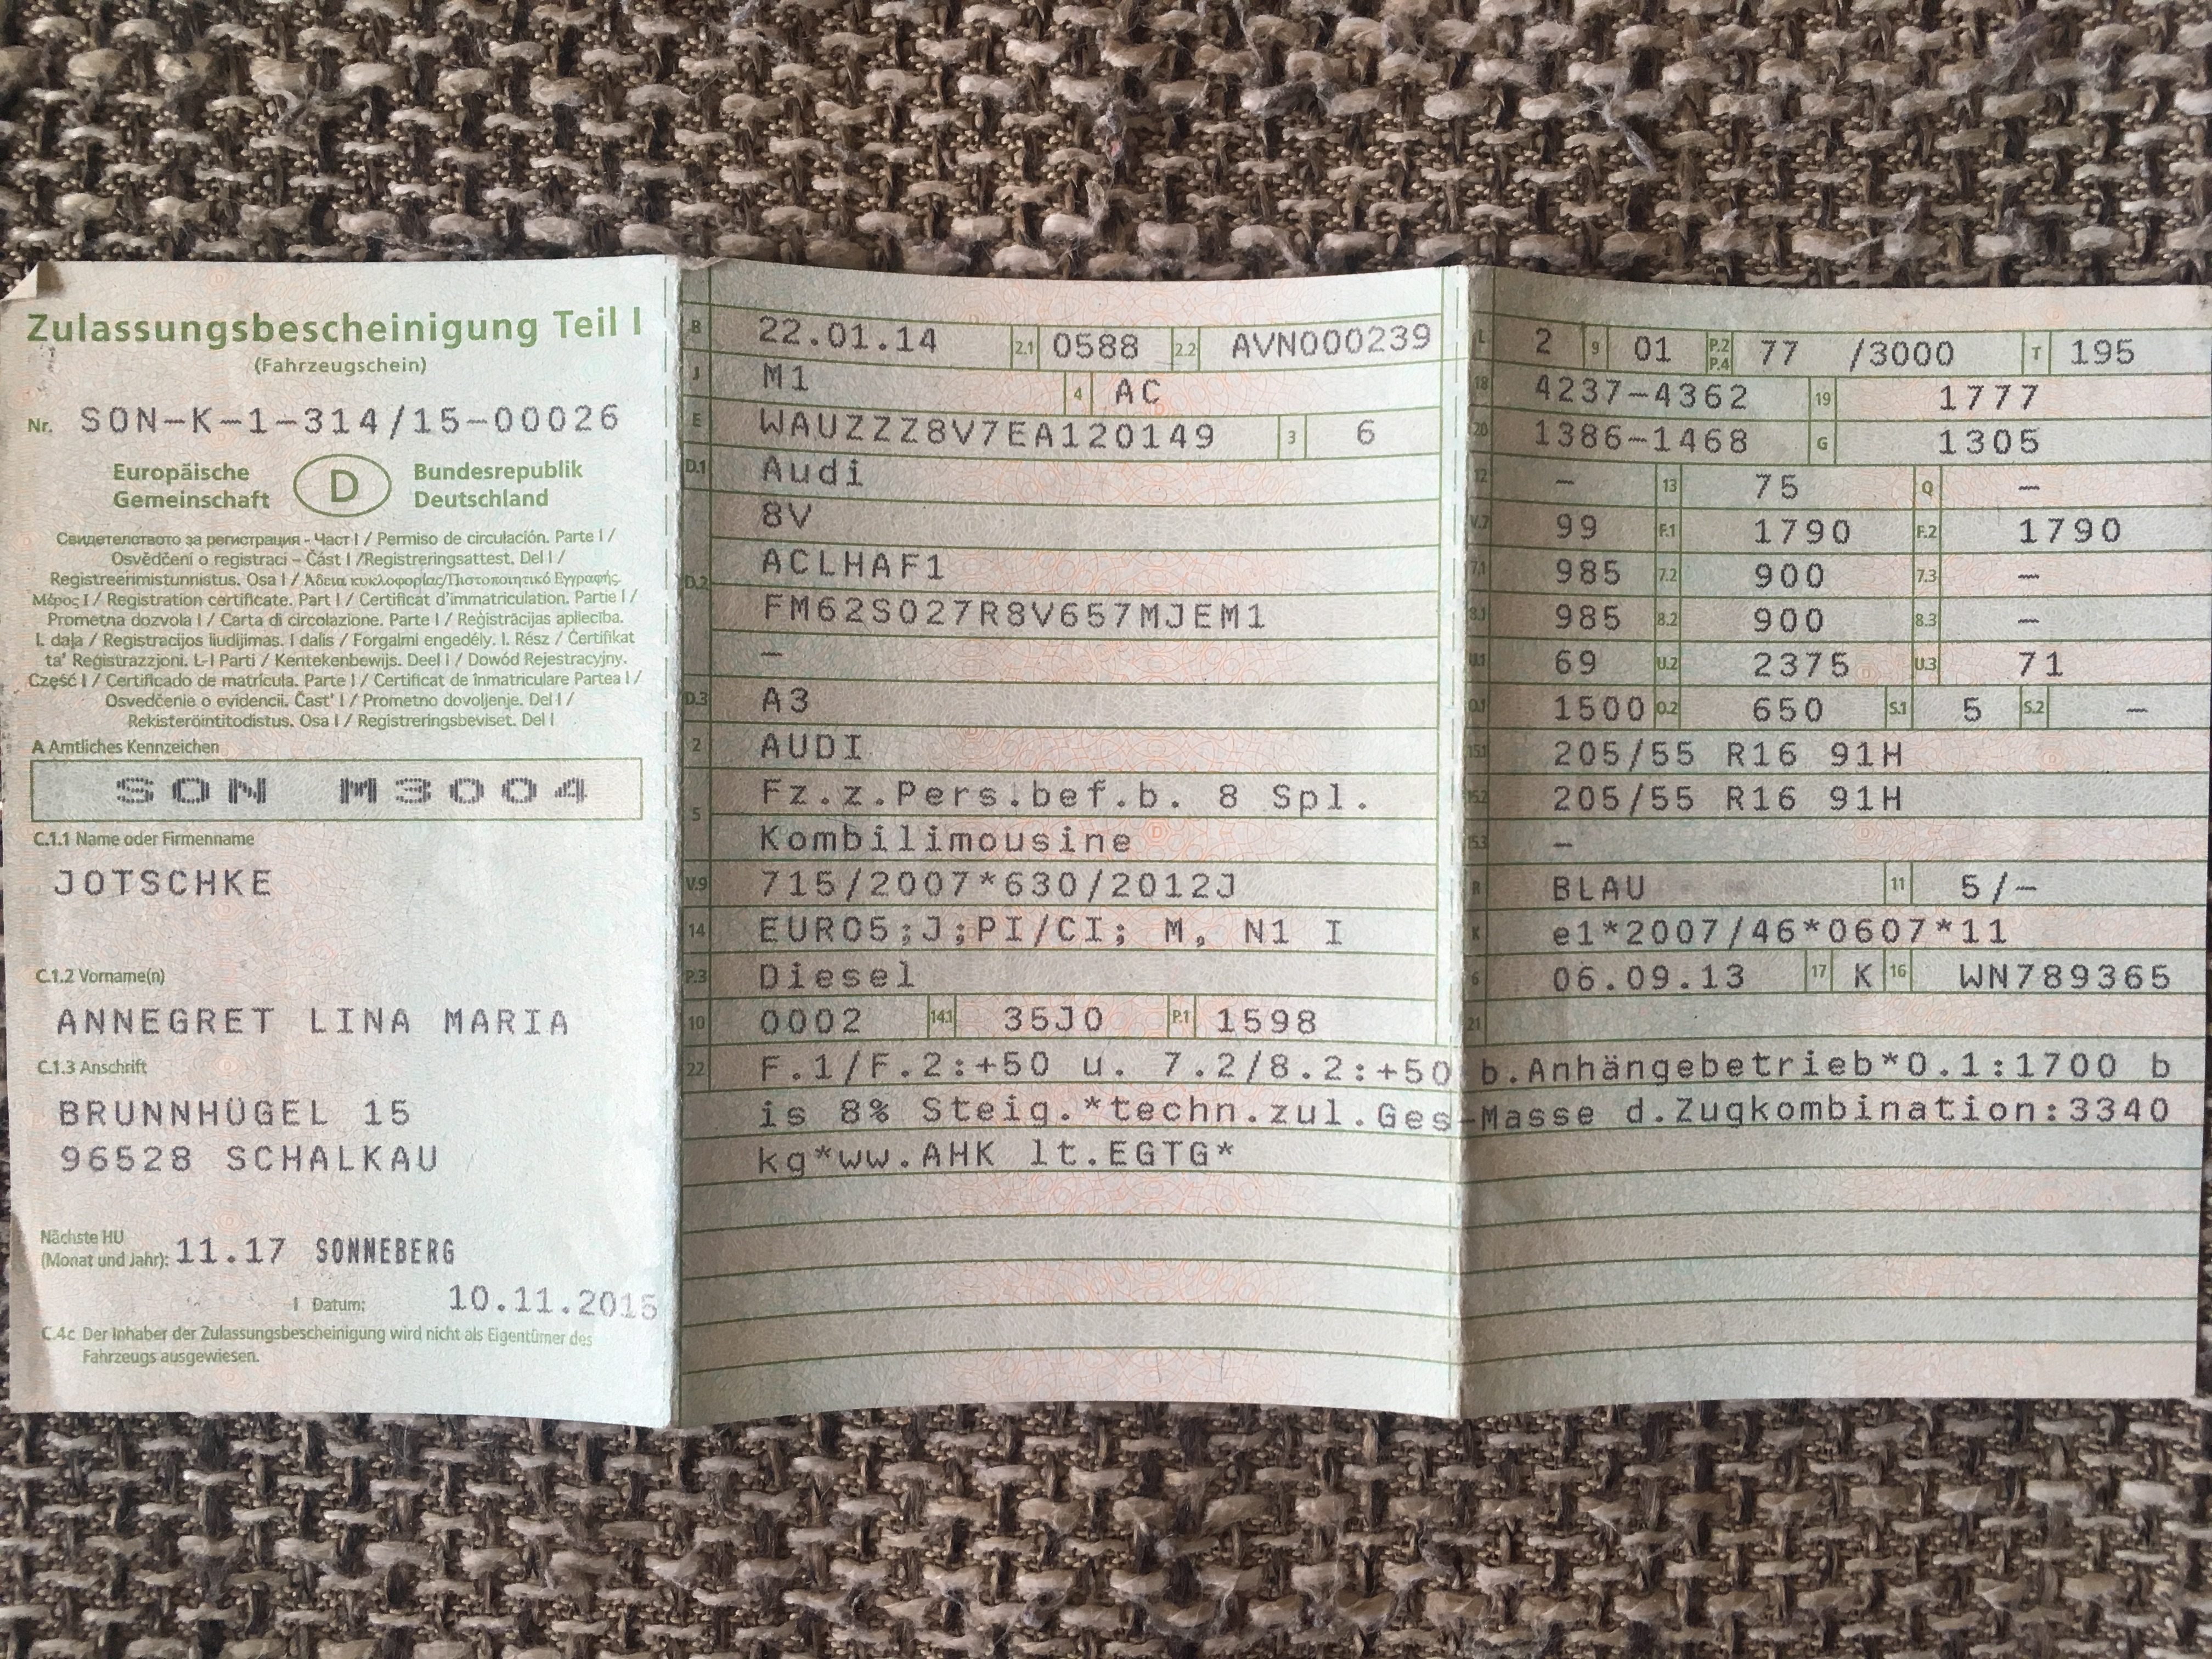 Zulassungsbescheinigung Teil I
(Fahrzeugschein)
Nr. SON-K-1-314/15-00026
Europäische Gemeinschaft
D
Bundesrepublik Deutschland
Свидетелството за регистрация - Част I / Permiso de circulación. Parte I /
Osvědčení o registraci – Část I / Registreringsattest. Del I /
Registreerimistunnistus. Osa I / Άδεια κυκλοφορίας/Πιστοποιητικό Εγγραφής.
Μέρος I / Registration certificate. Part I / Certificat d'immatriculation. Partie I /
Prometna dozvola I / Carta di circolazione. Parte I / Reģistrācijas apliecība.
I. daļa / Registracijos liudijimas. I dalis / Forgalmi engedély. I. Rész / Ċertifikat
ta' Reġistrazzjoni. L-I Parti / Kentekenbewijs. Deel I / Dowód Rejestracyjny.
Część I / Certificado de matrícula. Parte I / Certificat de înmatriculare Partea I /
Osvedčenie o evidencii. Časť I / Prometno dovoljenje. Del I /
Rekisteröintitodistus. Osa I / Registreringsbeviset. Del I
A Amtliches Kennzeichen
SON M3004
C.1.1 Name oder Firmenname
JOTSCHKE
C.1.2 Vorname(n)
ANNEGRET LINA MARIA
C.1.3 Anschrift
BRUNNHÜGEL 15
96528 SCHALKAU
Nächste HU
(Monat und Jahr): 11.17 SONNEBERG
I Datum: 10.11.2015
C.4c Der Inhaber der Zulassungsbescheinigung wird nicht als Eigentümer des
Fahrzeugs ausgewiesen.
B 22.01.14 2.1 0588 2.2 AVN000239
J M1 4 AC
E WAUZZZ8V7EA120149 3 6
D.1 Audi
8V
D.2 ACLHAF1
FM62S027R8V657MJEM1
-
D.3 A3
2 AUDI
5 Fz.z.Pers.bef.b. 8 Spl.
Kombilimousine
V.9 715/2007*630/2012J
14 EURO5;J;PI/CI; M, N1 I
P.3 Diesel
10 0002 14.1 35J0 P.1 1598
L 2 9 01 P.2 P.4 77 /3000 T 195
18 4237-4362 19 1777
20 1386-1468 G 1305
12 - 13 75 Q -
V.7 99 F.1 1790 F.2 1790
7.1 985 7.2 900 7.3 -
8.1 985 8.2 900 8.3 -
U.1 69 U.2 2375 U.3 71
O.1 1500 O.2 650 S.1 5 S.2 -
15.1 205/55 R16 91H
15.2 205/55 R16 91H
15.3 -
R BLAU 11 5/-
K e1*2007/46*0607*11
6 06.09.13 17 K 16 WN789365
21
22 F.1/F.2:+50 u. 7.2/8.2:+50 b.Anhängebetrieb*0.1:1700 b
is 8% Steig.*techn.zul.Ges-Masse d.Zugkombination:3340
kg*ww.AHK lt.EGTG*